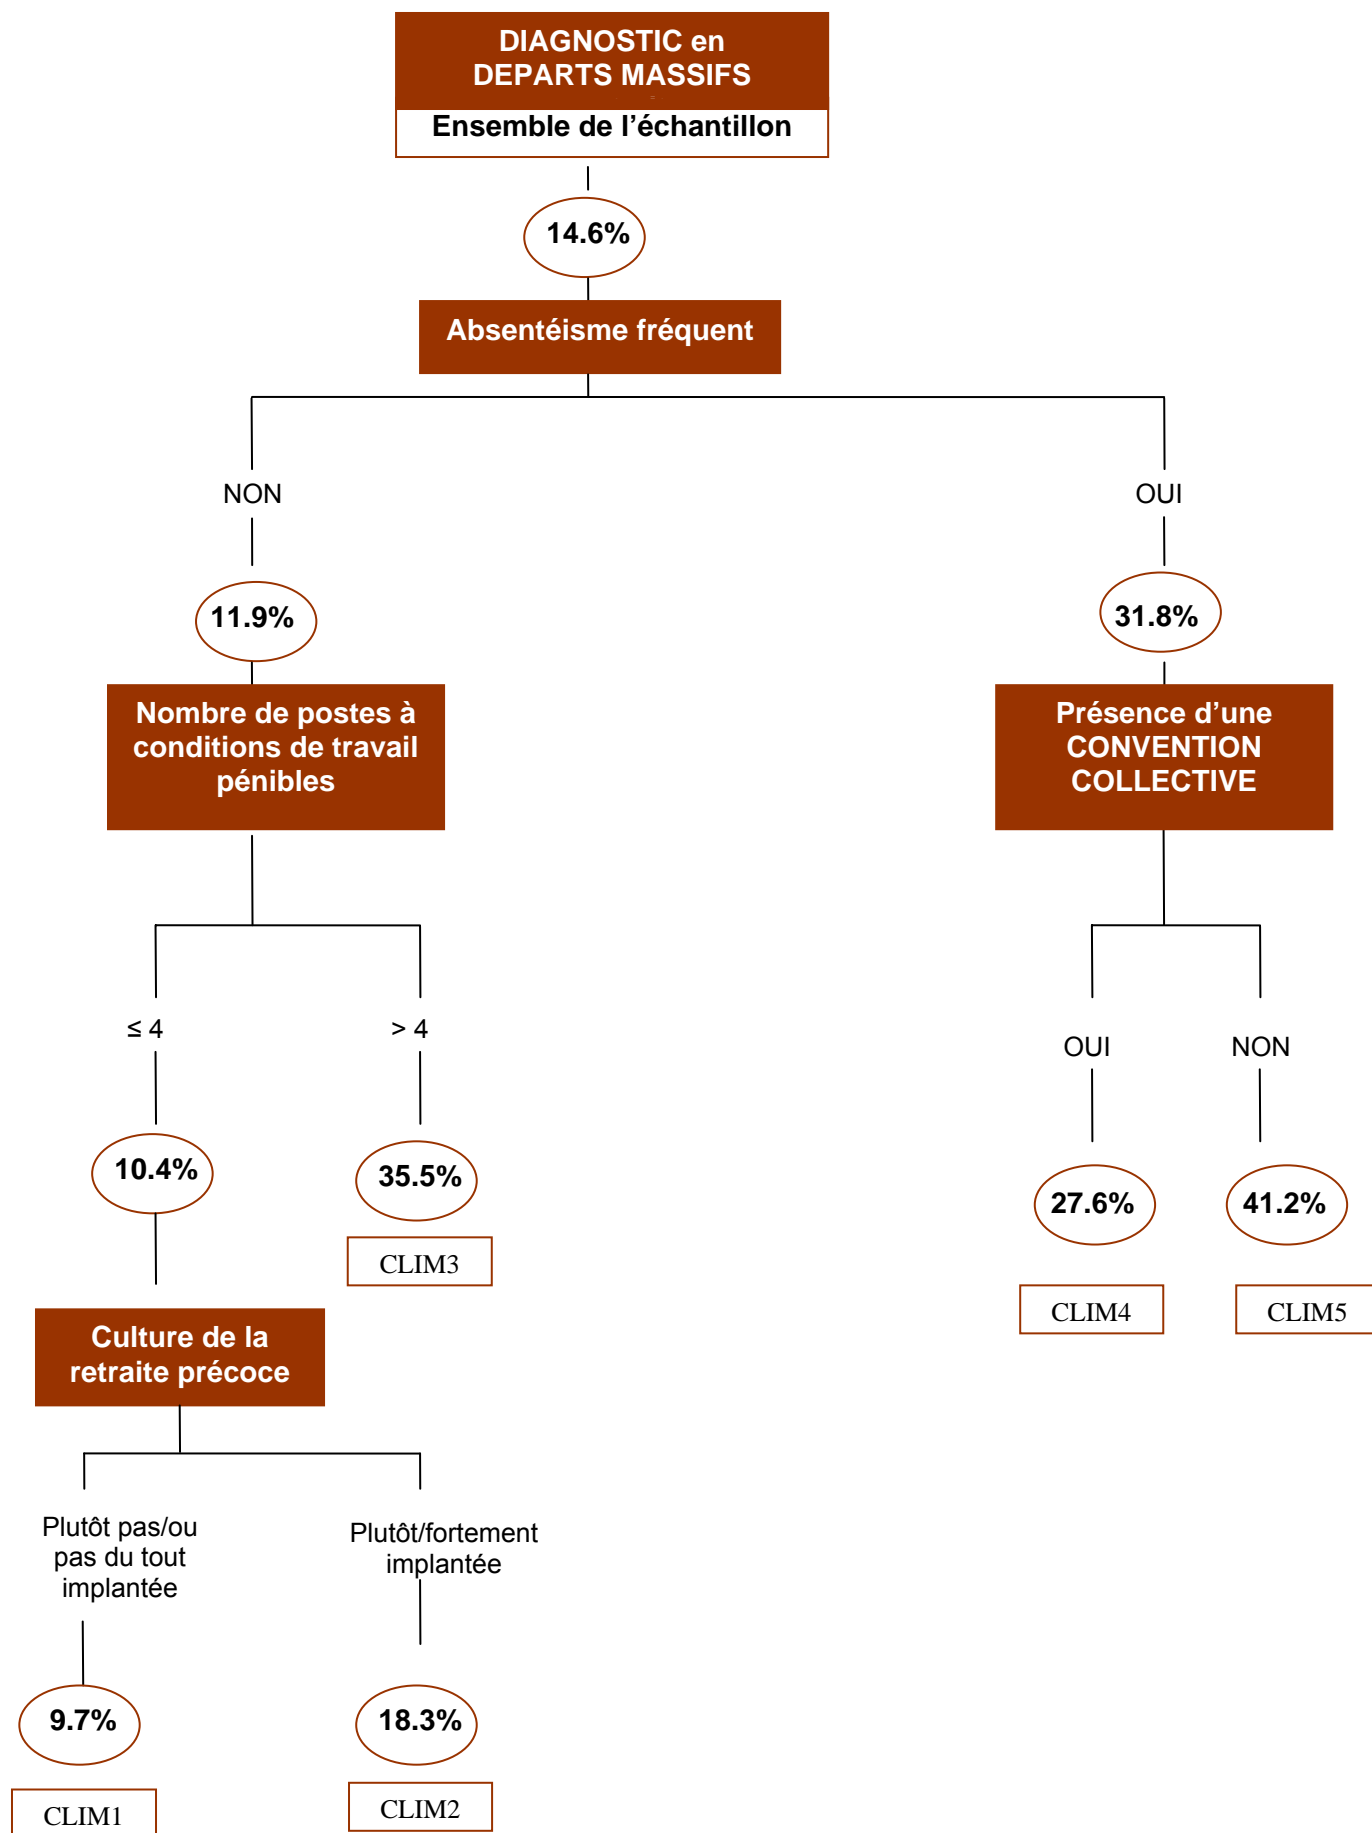 DIAGNOSTIC en
DEPARTS MASSIFS
Ensemble de l’échantillon
14.6%
Absentéisme fréquent
NON
OUI
11.9%
31.8%
Nombre de postes à
conditions de travail
pénibles
Présence d’une
CONVENTION
COLLECTIVE
≤ 4
> 4
OUI
NON
10.4%
35.5%
27.6%
41.2%
CLIM3
CLIM4
CLIM5
Culture de la
retraite précoce
Plutôt pas/ou
pas du tout
implantée
Plutôt/fortement
implantée
9.7%
18.3%
CLIM1
CLIM2